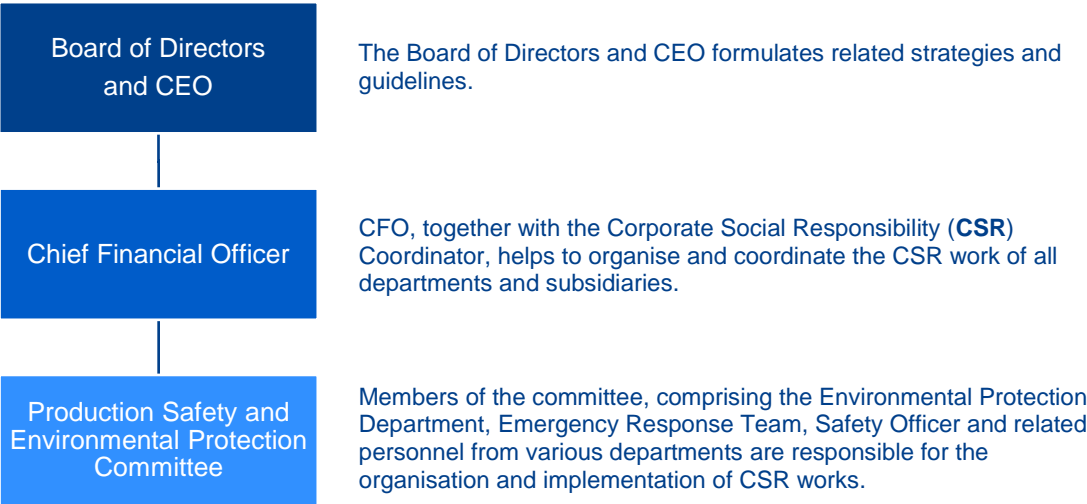 Board of Directors
and CEO
The Board of Directors and CEO formulates related strategies and
guidelines.
Chief Financial Officer
CFO, together with the Corporate Social Responsibility (CSR)
Coordinator, helps to organise and coordinate the CSR work of all
departments and subsidiaries.
Production Safety and
Environmental Protection
Committee
Members of the committee, comprising the Environmental Protection
Department, Emergency Response Team, Safety Officer and related
personnel from various departments are responsible for the
organisation and implementation of CSR works.